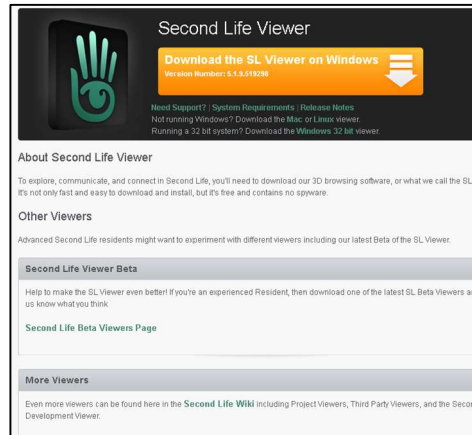 Second Life Viewer
Download the SL Viewer on Windows
Version Number: 5.1.9.519298
Need Support? | System Requirements | Release Notes
Not running Windows? Download the Mac or Linux viewer.
Running a 32 bit system? Download the Windows 32 bit viewer.
About Second Life Viewer
To explore, communicate, and connect in Second Life, you'll need to download our 3D browsing software, or what we call the SL
It's not only fast and easy to download and install, but it's free and contains no spyware.
Other Viewers
Advanced Second Life residents might want to experiment with different viewers including our latest Beta of the SL Viewer.
Second Life Viewer Beta
Help to make the SL Viewer even better! If you're an experienced Resident, then download one of the latest SL Beta Viewers a
us know what you think
Second Life Beta Viewers Page
More Viewers
Even more viewers can be found here in the Second Life Wiki including Project Viewers, Third Party Viewers, and the Secon
Development Viewer.